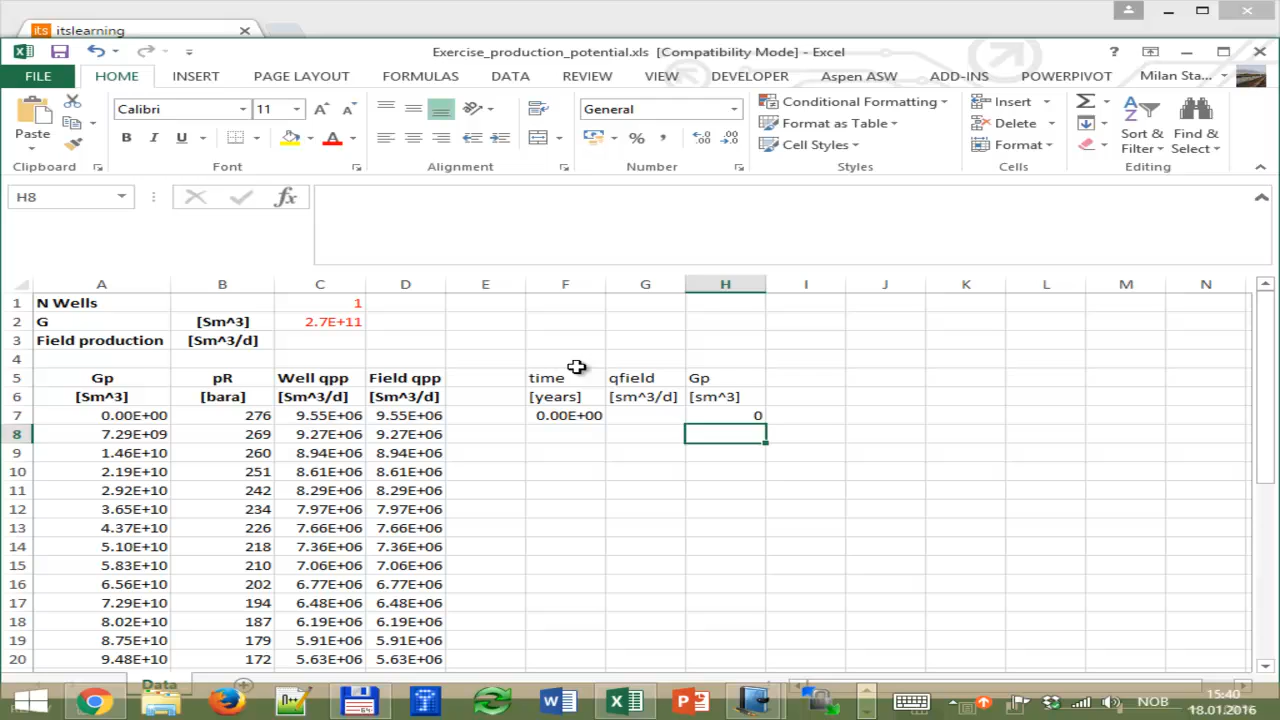 its itslearning
Exercise_production_potential.xls [Compatibility Mode] - Excel
FILE HOME INSERT PAGE LAYOUT FORMULAS DATA REVIEW VIEW DEVELOPER Aspen ASW ADD-INS POWERPIVOT Milan Sta...
Paste
Calibri 11
B I U
General
%
Conditional Formatting
Format as Table
Cell Styles
Insert
Delete
Format
Sort & Filter
Find & Select
Clipboard Font Alignment Number Styles Cells Editing
H8 fx
A B C D E F G H I J K L M N
1 N Wells 1
2 G [Sm^3] 2.7E+11
3 Field production [Sm^3/d]
4
5 Gp pR Well qpp Field qpp time qfield Gp
6 [Sm^3] [bara] [Sm^3/d] [Sm^3/d] [years] [sm^3/d] [sm^3]
7 0.00E+00 276 9.55E+06 9.55E+06 0.00E+00 0
8 7.29E+09 269 9.27E+06 9.27E+06
9 1.46E+10 260 8.94E+06 8.94E+06
10 2.19E+10 251 8.61E+06 8.61E+06
11 2.92E+10 242 8.29E+06 8.29E+06
12 3.65E+10 234 7.97E+06 7.97E+06
13 4.37E+10 226 7.66E+06 7.66E+06
14 5.10E+10 218 7.36E+06 7.36E+06
15 5.83E+10 210 7.06E+06 7.06E+06
16 6.56E+10 202 6.77E+06 6.77E+06
17 7.29E+10 194 6.48E+06 6.48E+06
18 8.02E+10 187 6.19E+06 6.19E+06
19 8.75E+10 179 5.91E+06 5.91E+06
20 9.48E+10 172 5.63E+06 5.63E+06
Data
NOB
15:40
18.01.2016